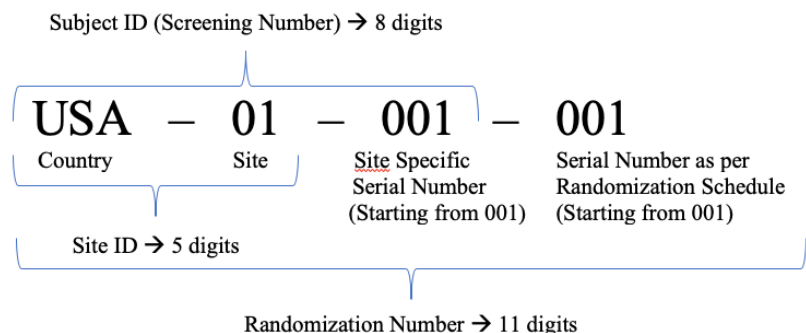 Subject ID (Screening Number) → 8 digits
USA – 01 – 001 – 001
Country Site Site Specific Serial Number as per
Serial Number Randomization Schedule
(Starting from 001) (Starting from 001)
Site ID → 5 digits
Randomization Number → 11 digits